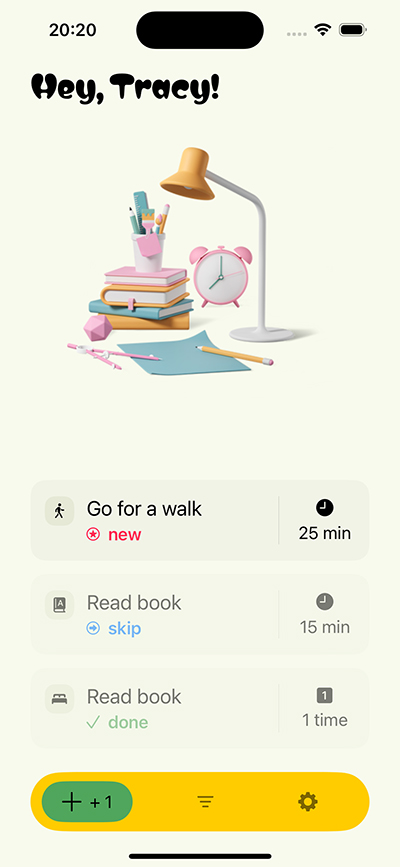 20:20
Hey, Tracy!
Go for a walk
new
25 min
Read book
skip
15 min
A
Read book
done
1
1 time
+ 1